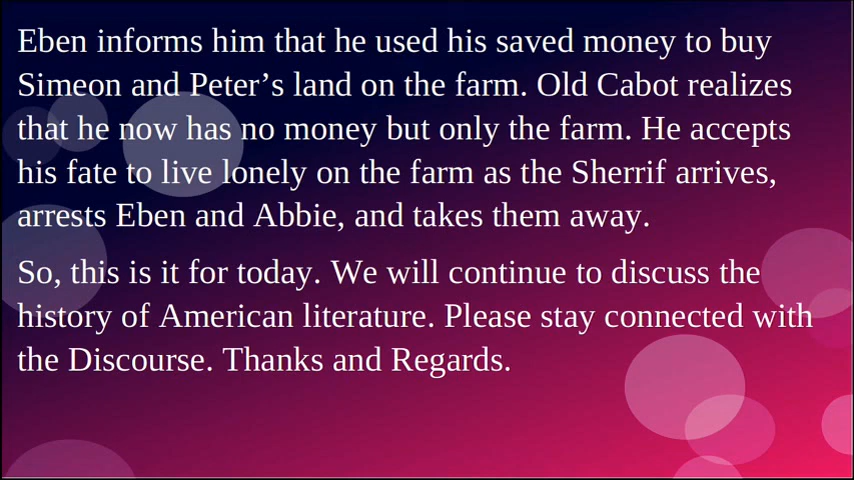 Eben informs him that he used his saved money to buy
Simeon and Peter’s land on the farm. Old Cabot realizes
that he now has no money but only the farm. He accepts
his fate to live lonely on the farm as the Sherrif arrives,
arrests Eben and Abbie, and takes them away.
So, this is it for today. We will continue to discuss the
history of American literature. Please stay connected with
the Discourse. Thanks and Regards.